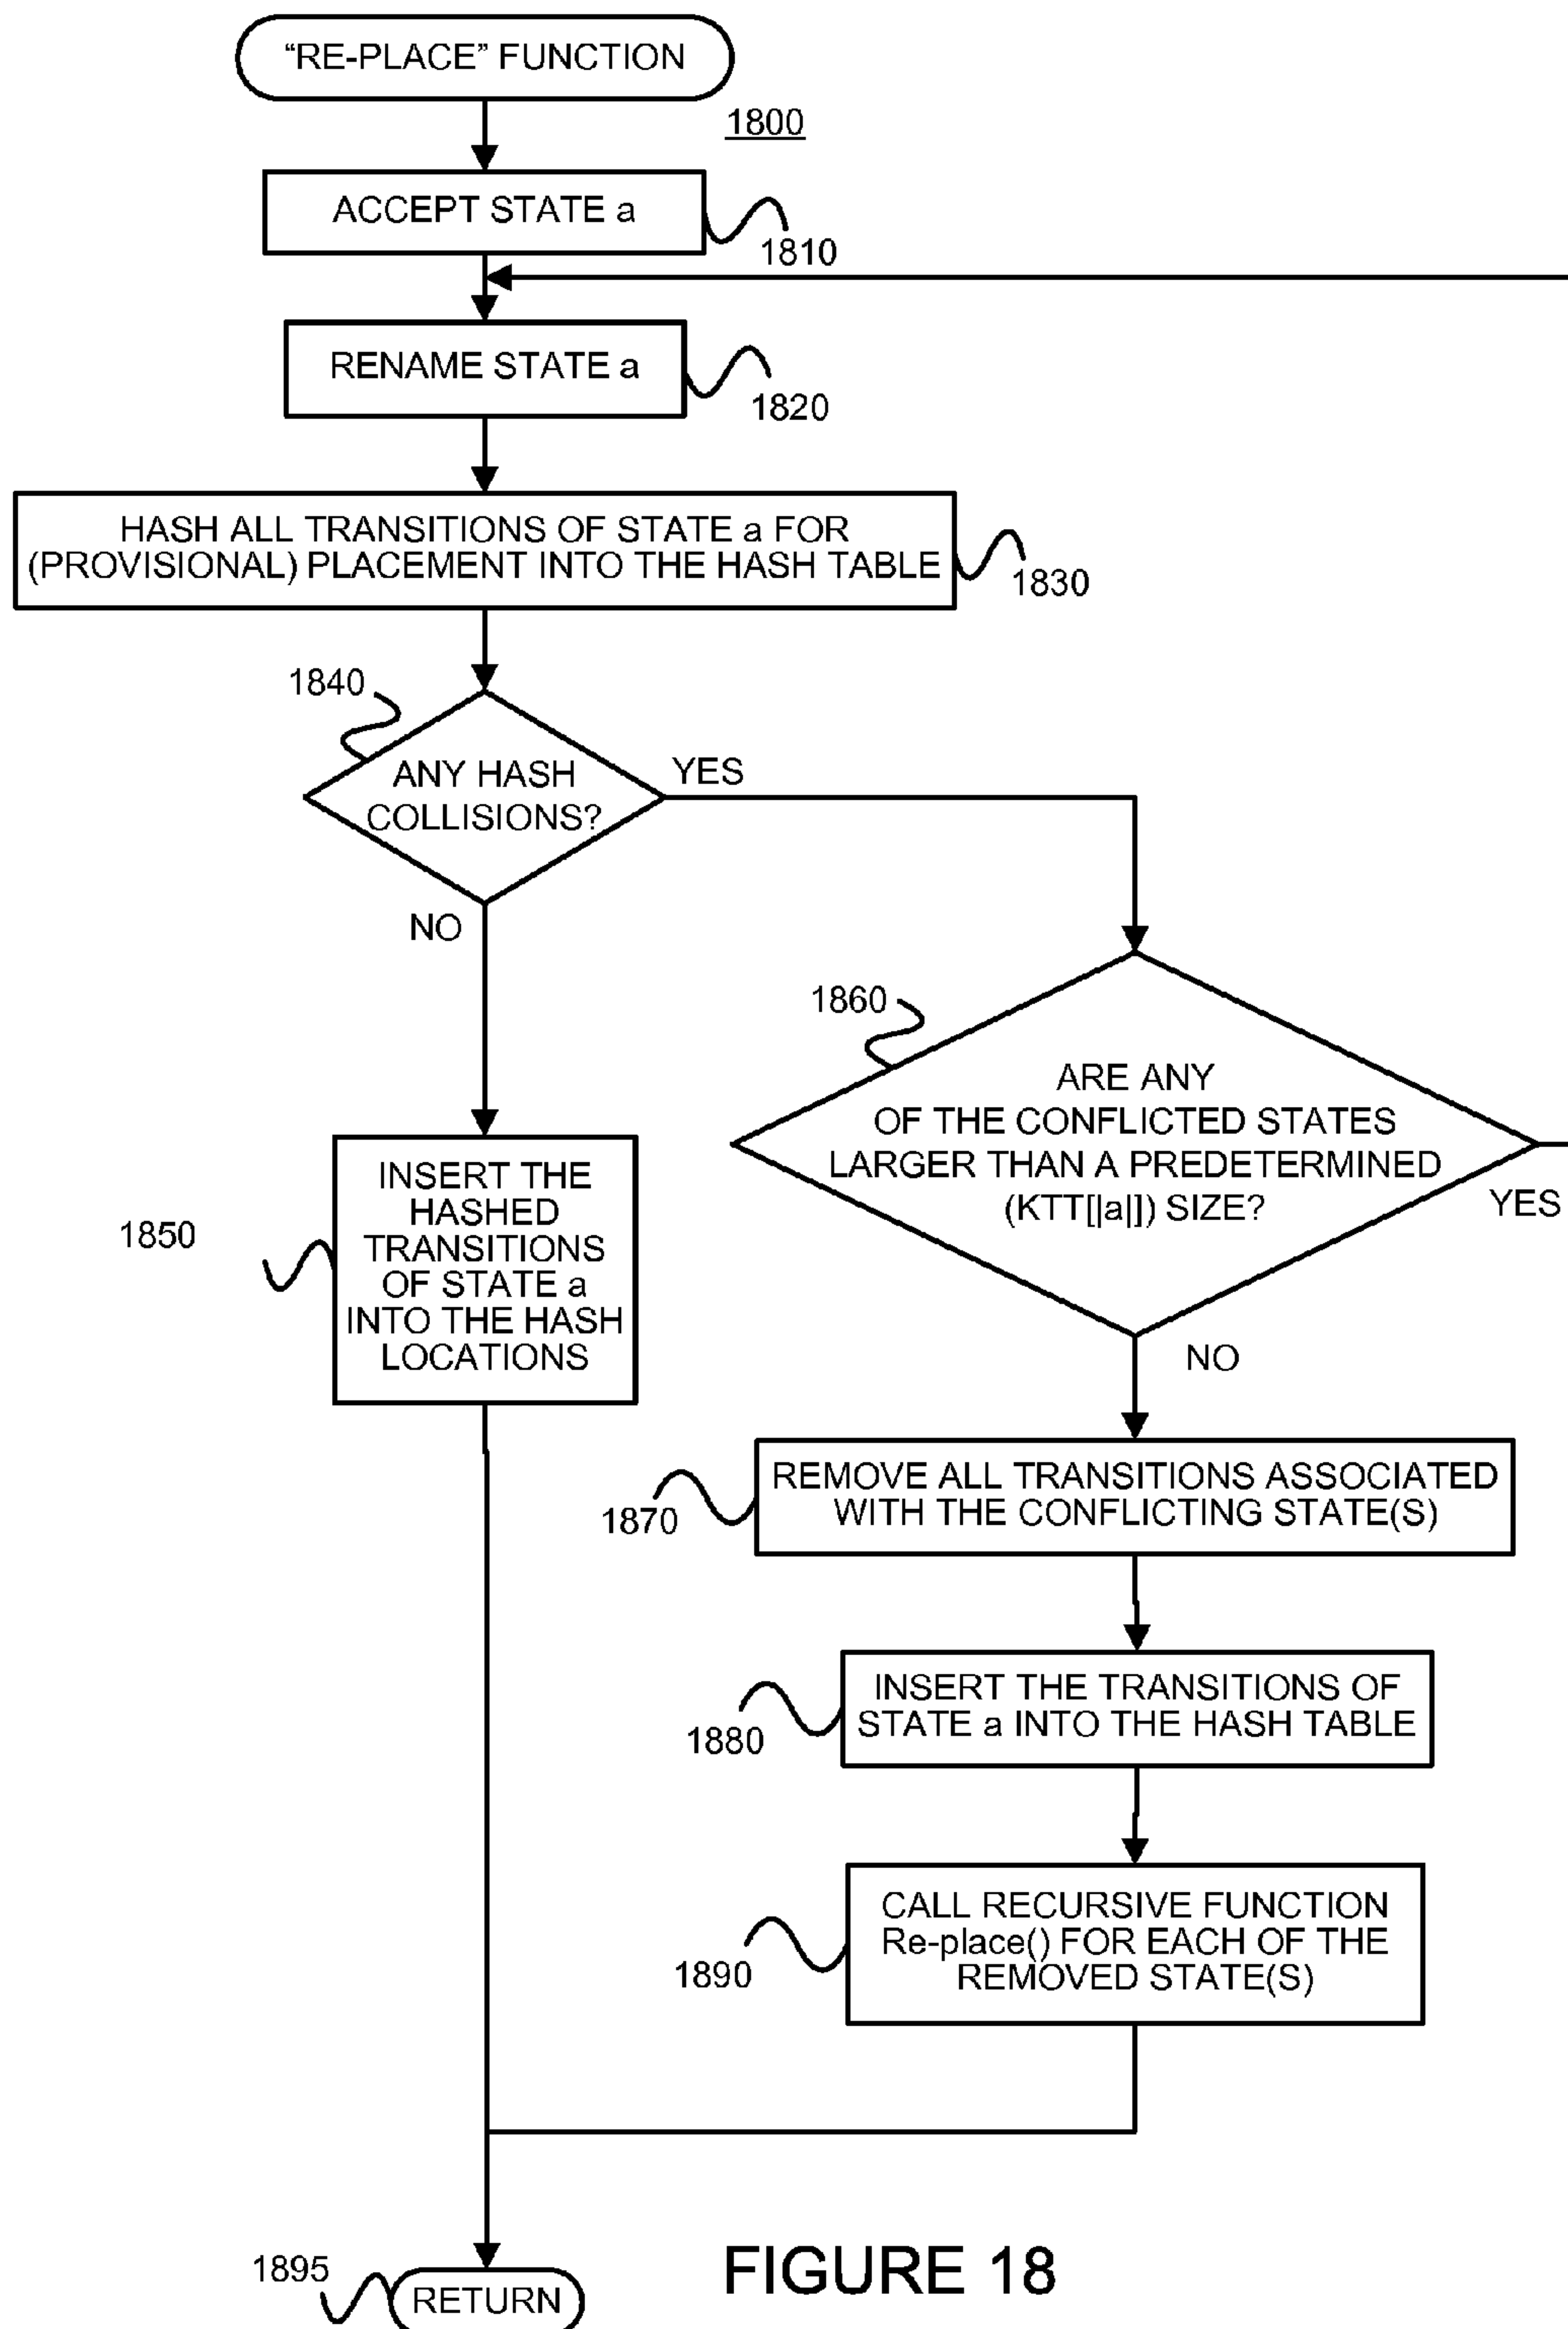 “RE-PLACE” FUNCTION
1800
ACCEPT STATE a
1810
RENAME STATE a
1820
HASH ALL TRANSITIONS OF STATE a FOR
(PROVISIONAL) PLACEMENT INTO THE HASH TABLE
1830
1840
ANY HASH
COLLISIONS?
YES
NO
1860
ARE ANY
OF THE CONFLICTED STATES
LARGER THAN A PREDETERMINED
(KTT[|a|]) SIZE?
YES
NO
1850
INSERT THE
HASHED
TRANSITIONS
OF STATE a
INTO THE HASH
LOCATIONS
REMOVE ALL TRANSITIONS ASSOCIATED
WITH THE CONFLICTING STATE(S)
1870
INSERT THE TRANSITIONS OF
STATE a INTO THE HASH TABLE
1880
CALL RECURSIVE FUNCTION
Re-place() FOR EACH OF THE
REMOVED STATE(S)
1890
1895
RETURN
FIGURE 18